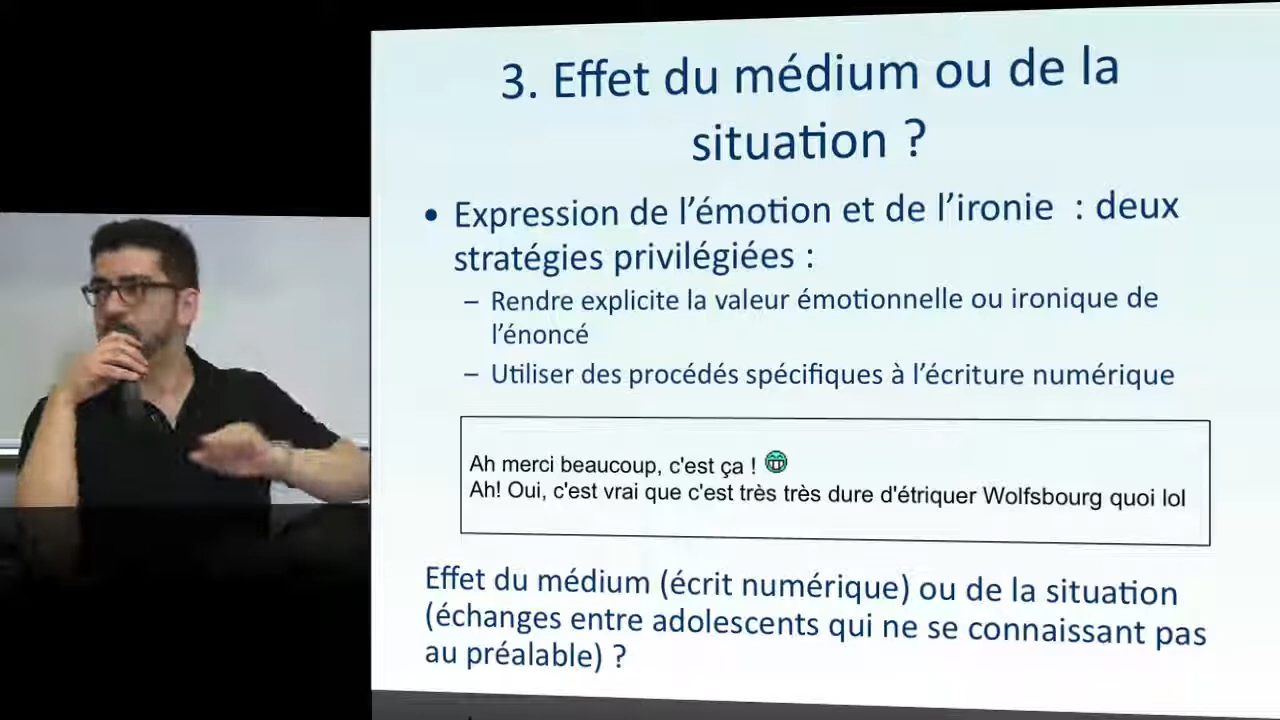 3. Effet du médium ou de la
situation ?
• Expression de l’émotion et de l’ironie : deux
stratégies privilégiées :
– Rendre explicite la valeur émotionnelle ou ironique de
l’énoncé
– Utiliser des procédés spécifiques à l’écriture numérique
Ah merci beaucoup, c'est ça !
Ah! Oui, c'est vrai que c'est très très dure d'étriquer Wolfsbourg quoi lol
Effet du médium (écrit numérique) ou de la situation
(échanges entre adolescents qui ne se connaissant pas
au préalable) ?